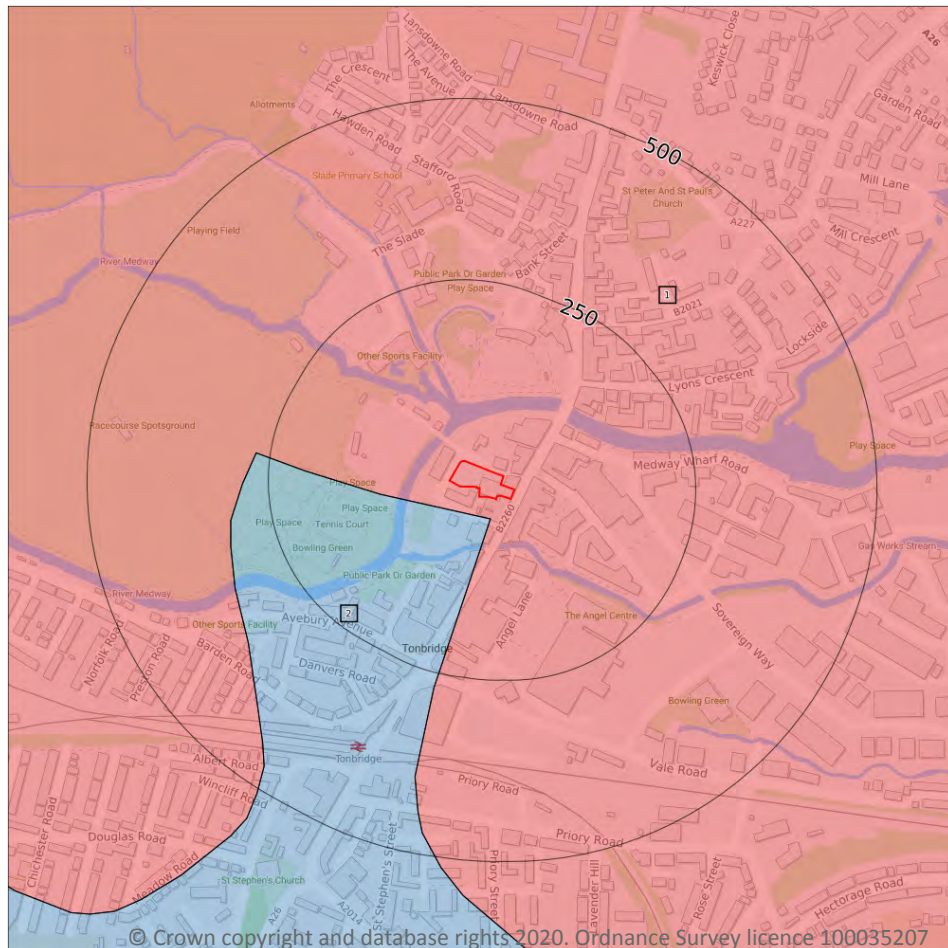 Lansdowne Road
The Avenue
The Crescent
Keswick Close
A26
Garden Road
Allotments
Hawden Road
Lansdowne Road
500
Stafford Road
Slade Primary School
Mill Lane
St Peter And St Paul's
Church
A227
Mill Crescent
Playing Field
The Slade
Bank Street
River Medway
Public Park Or Garden
Play Space
1
B2021
250
Lockside
Other Sports Facility
Lyons Crescent
Racecourse Spotsground
Play Space
Medway Wharf Road
Play Space
Play Space
Play Space
Tennis Court
B2260
Bowling Green
Gas Works Stream
Public Park Or Garden
River Medway
2
Avebury Avenue
Other Sports Facility
Angel Lane
The Angel Centre
Sovereign Way
Norfolk Road
Preston Road
Barden Road
Tonbridge
Danvers Road
Bowling Green
Tonbridge
Albert Road
Wincliff Road
Vale Road
Priory Road
Chichester Road
Douglas Road
Priory Road
Meadow Road
St Stephen's Church
St Stephen's Street
A26
A2014
Priory Street
Lavender Hill
Rose Street
Hectorage Road
© Crown copyright and database rights 2020. Ordnance Survey licence 100035207